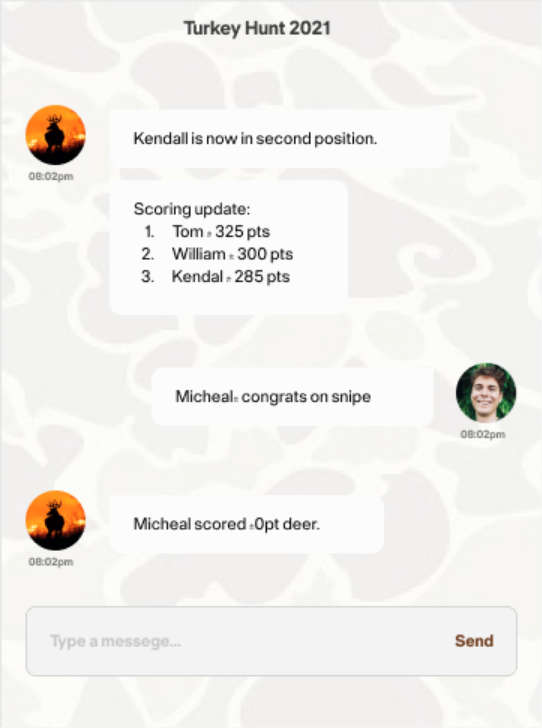 Turkey Hunt 2021
Kendall is now in second position.
08:02pm
Scoring update:
1. Tom 325 pts
2. William 300 pts
3. Kendal 285 pts
Micheal congrats on snipe
08:02pm
Micheal scored 0pt deer.
08:02pm
Type a messege...
Send